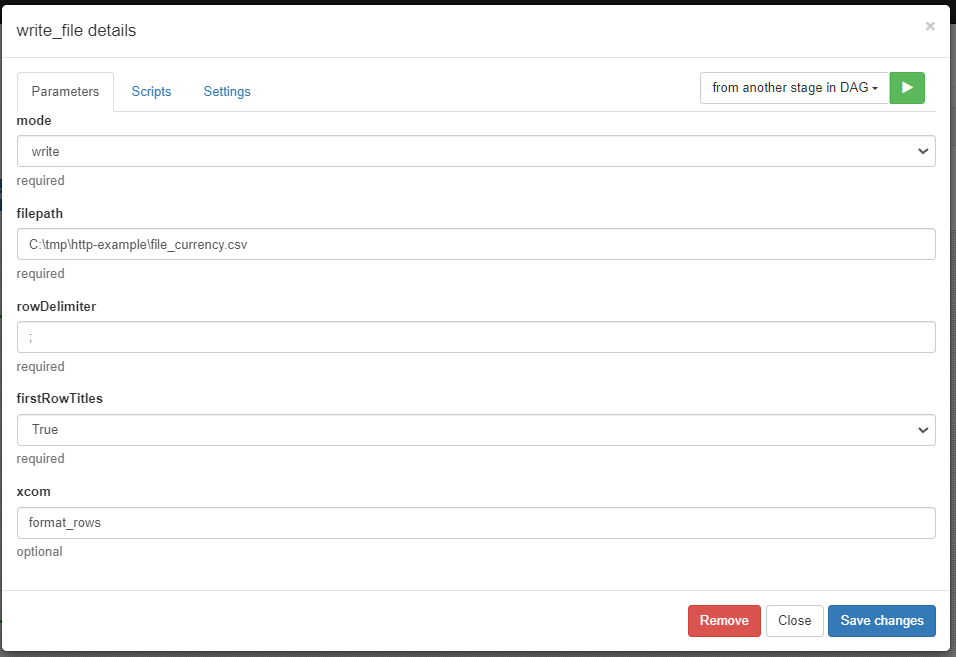 write_file details
×
Parameters Scripts Settings from another stage in DAG
mode
write
required
filepath
C:\tmp\http-example\file_currency.csv
required
rowDelimiter
;
required
firstRowTitles
True
required
xcom
format_rows
optional
Remove Close Save changes